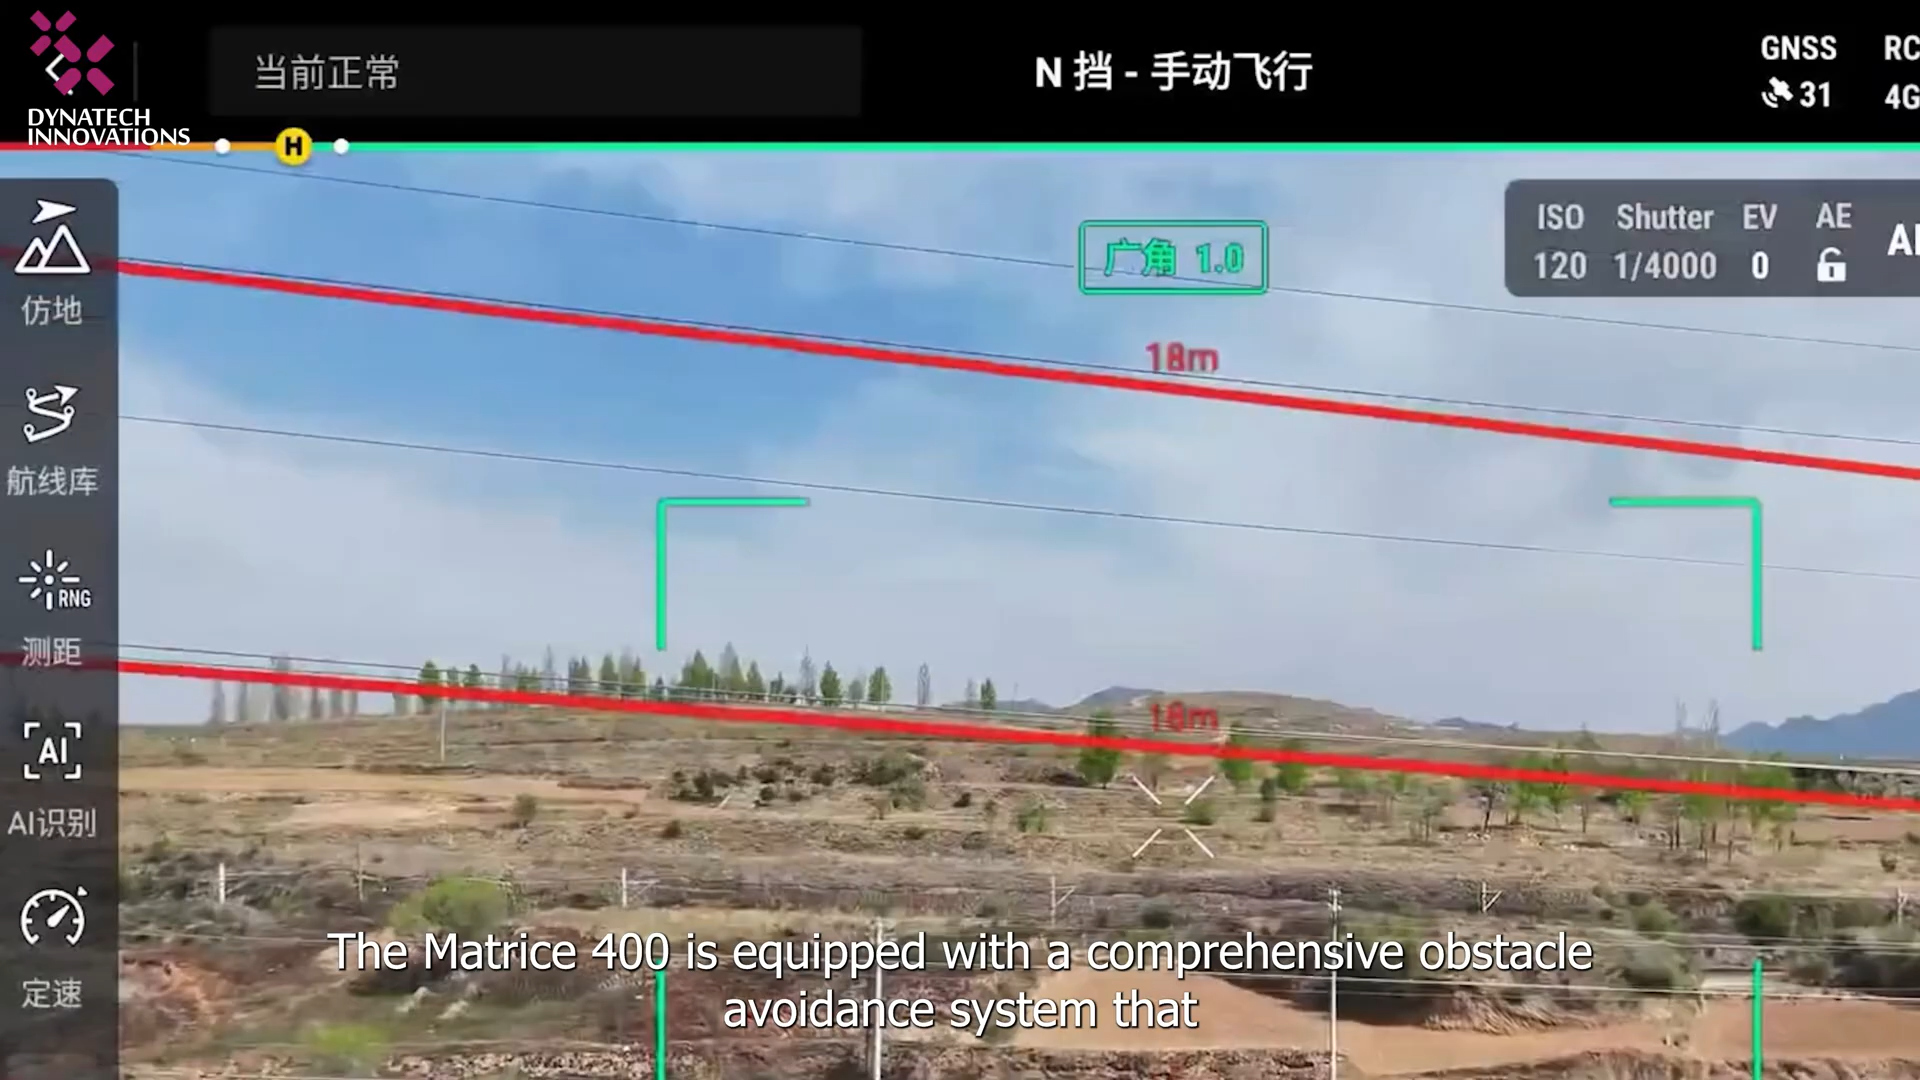 DYNATECH
INNOVATIONS
当前正常
N 挡 - 手动飞行
GNSS
31
RC
4G
H
仿地
航线库
RNG
测距
AI
AI识别
定速
广角 1.0
ISO Shutter EV AE
120 1/4000 0
18m
18m
The Matrice 400 is equipped with a comprehensive obstacle
avoidance system that